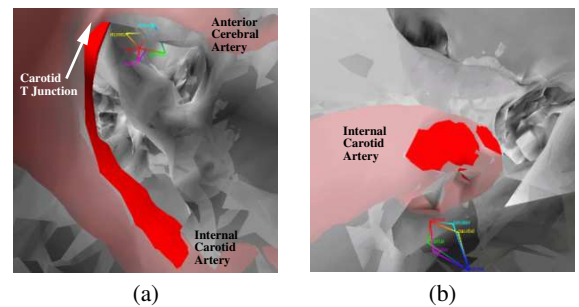 Anterior
Cerebral
Artery
Carotid
T Junction
Internal
Carotid
Artery
Internal
Carotid
Artery
(a)
(b)